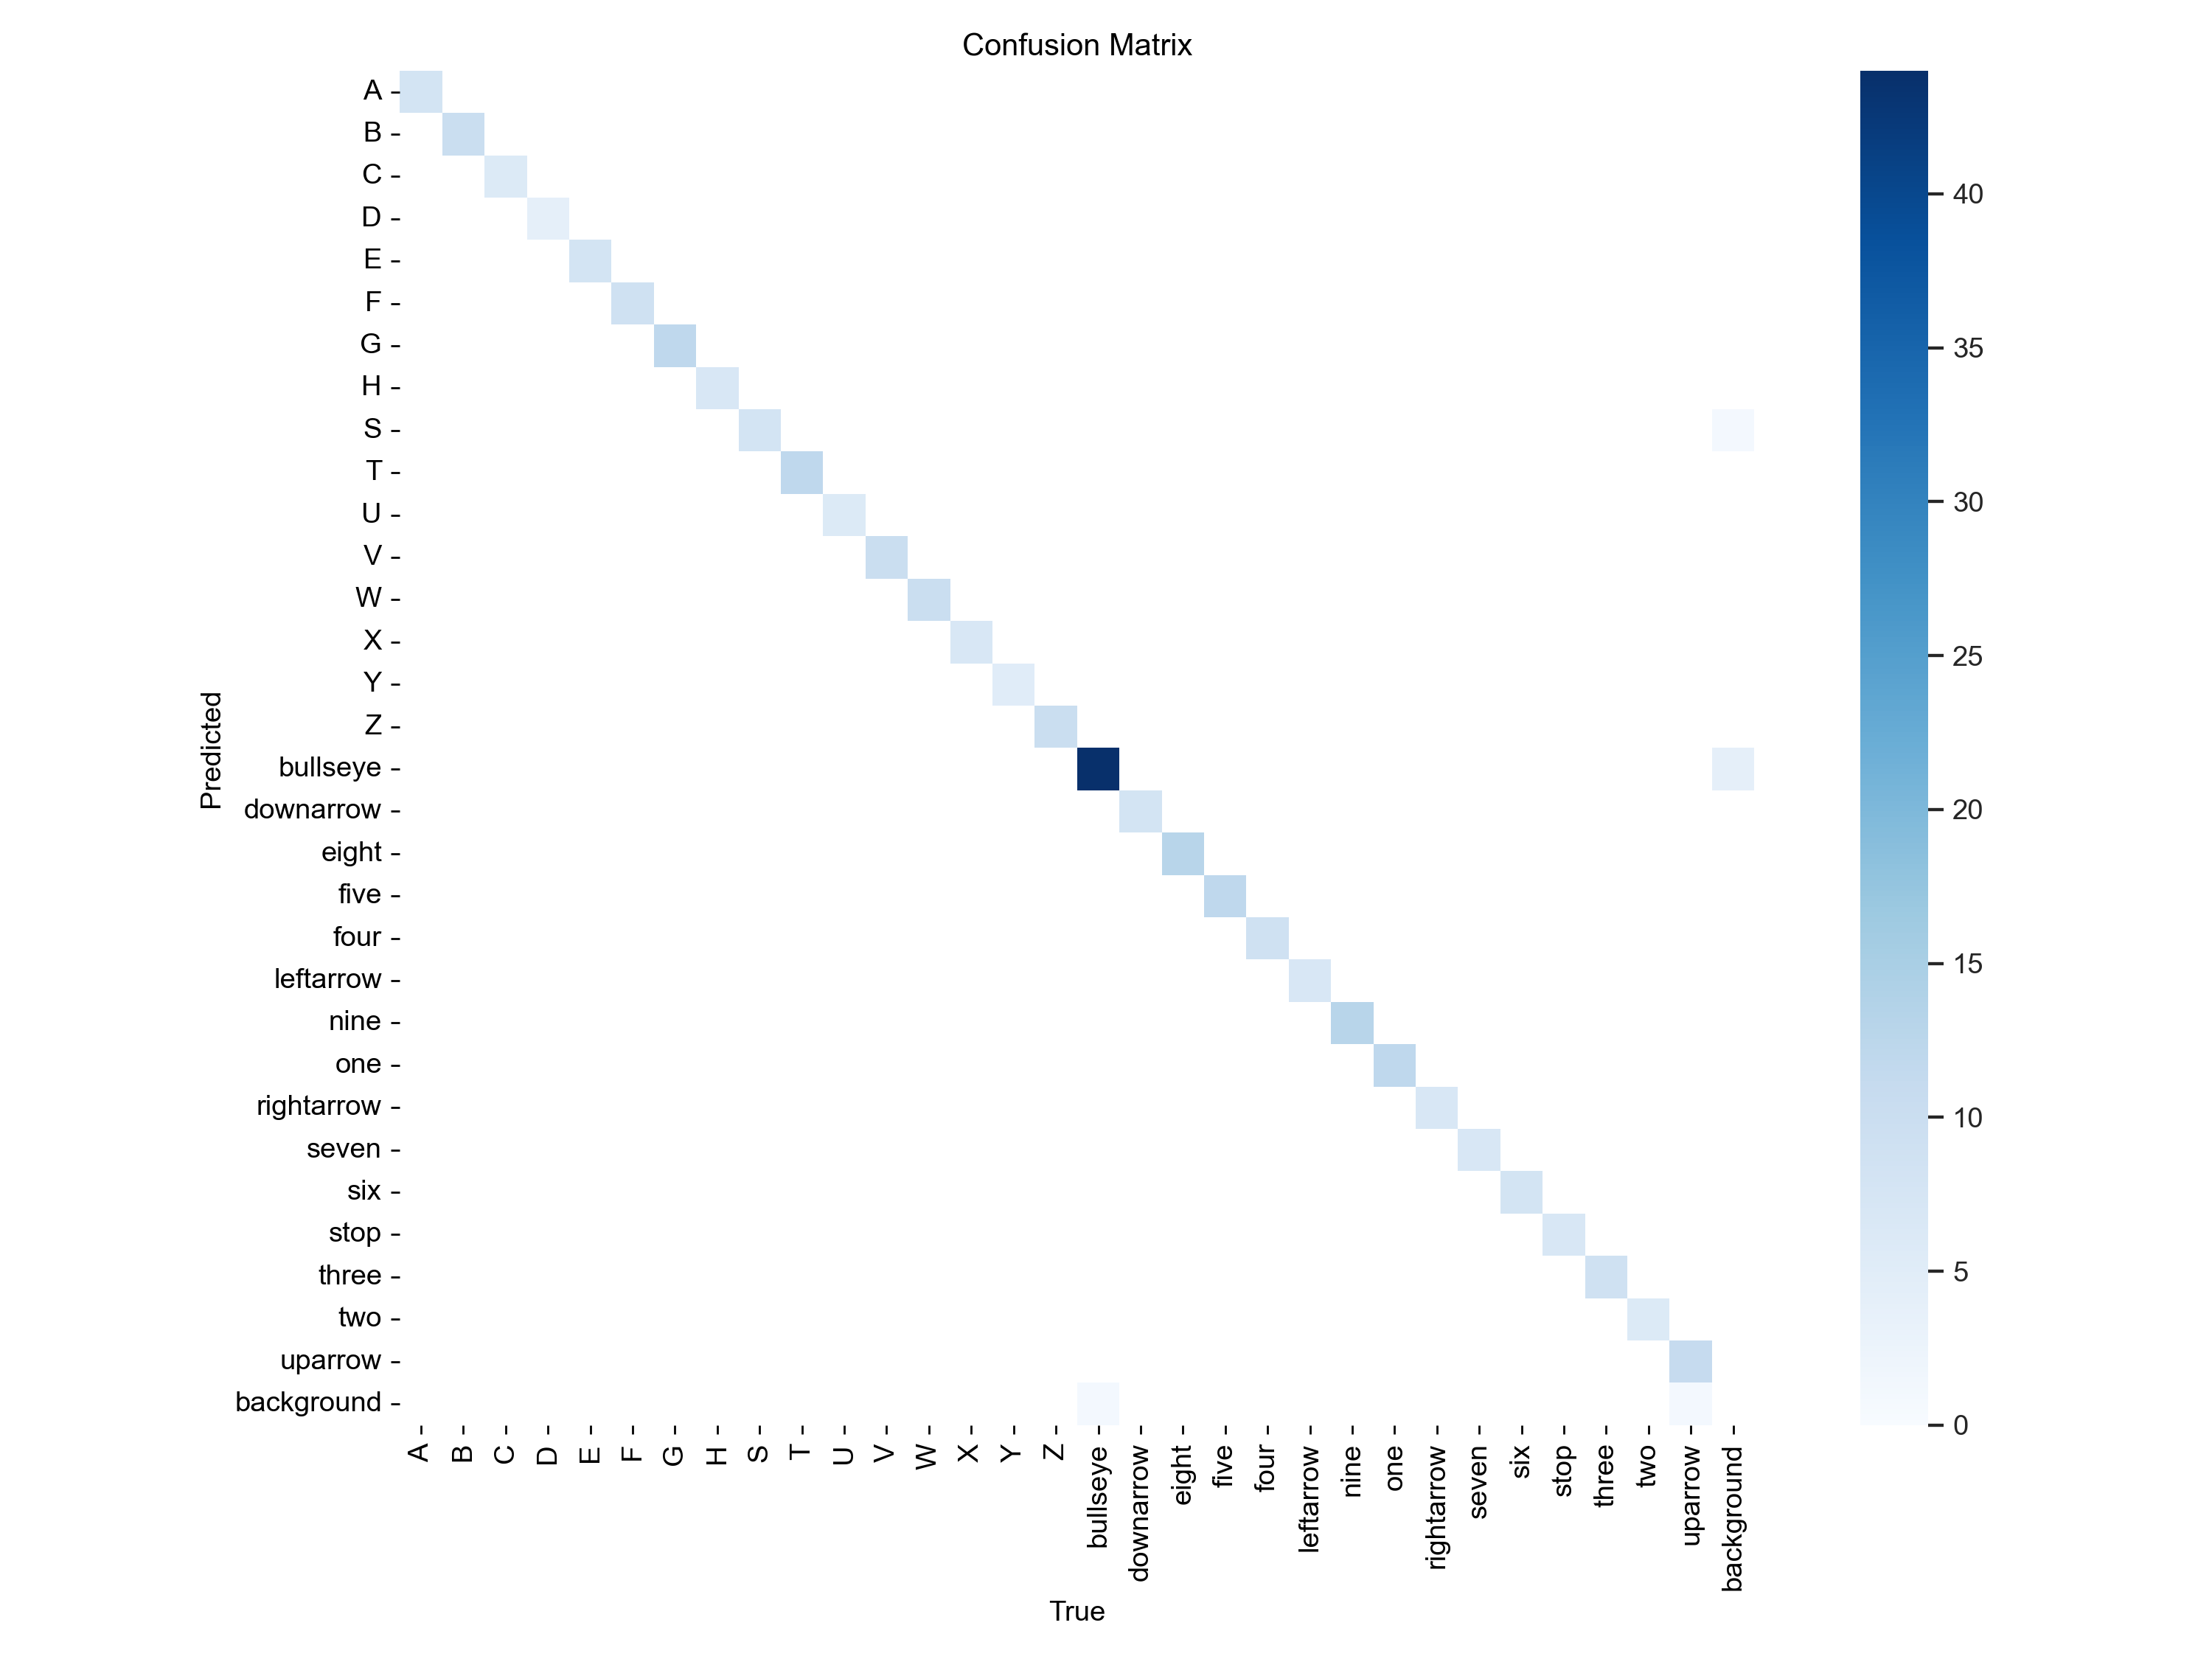 Confusion Matrix
Predicted
A
B
C
D
E
F
G
H
S
T
U
V
W
X
Y
Z
bullseye
downarrow
eight
five
four
leftarrow
nine
one
rightarrow
seven
six
stop
three
two
uparrow
background
A
B
C
D
E
F
G
H
S
T
U
V
W
X
Y
Z
bullseye
downarrow
eight
five
four
leftarrow
nine
one
rightarrow
seven
six
stop
three
two
uparrow
background
True
40
35
30
25
20
15
10
5
0